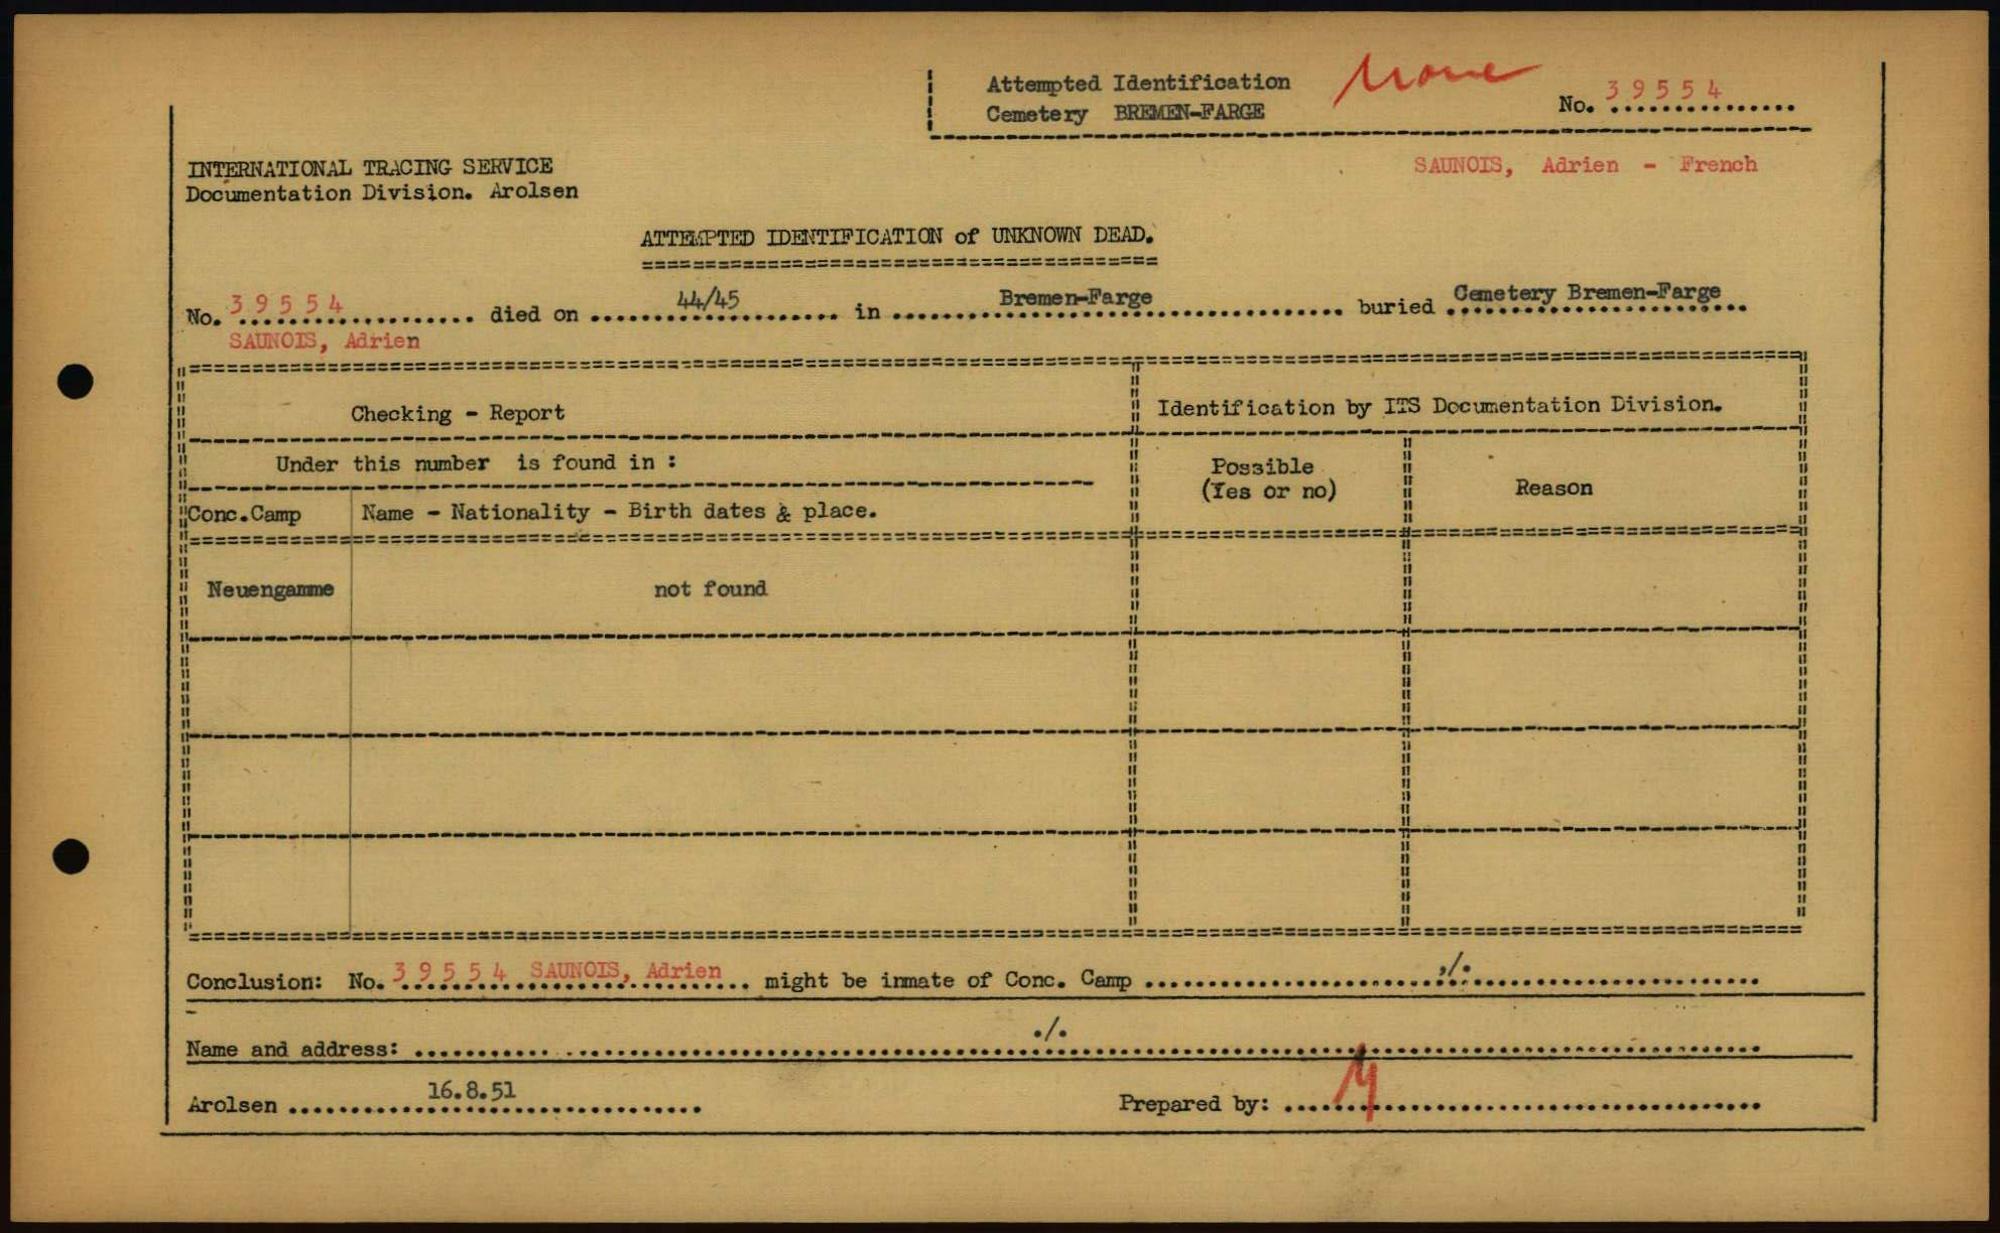 Attempted Identification
Cemetery BREMEN-FARGE
None
No. 39554
INTERNATIONAL TRACING SERVICE
Documentation Division. Arolsen
SAUNOIS, Adrien - French
ATTEMPTED IDENTIFICATION of UNKNOWN DEAD.
No. 39554 died on 44/45 in Bremen-Farge buried Cemetery Bremen-Farge
SAUNOIS, Adrien
Checking - Report
Identification by ITS Documentation Division.
Under this number is found in :
Possible
(Yes or no)
Reason
Conc.Camp
Name - Nationality - Birth dates & place.
Neuengamme
not found
Conclusion: No. 39554 SAUNOIS, Adrien might be inmate of Conc. Camp ./.
Name and address: ./.
Arolsen 16.8.51
Prepared by: